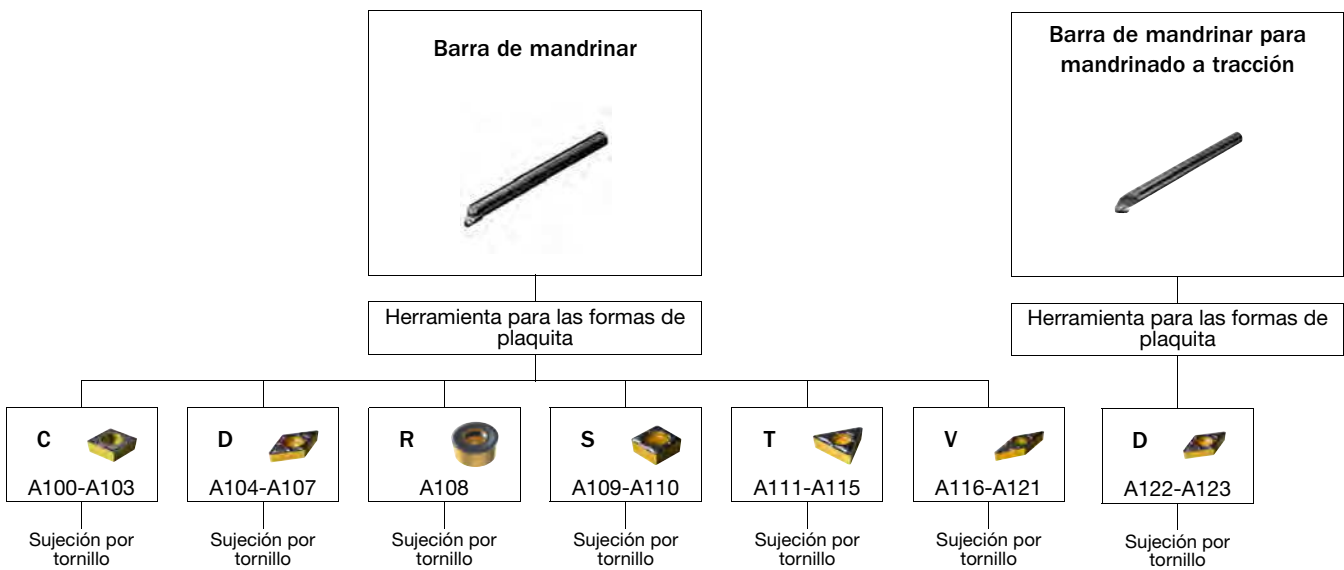 Barra de mandrinar
Barra de mandrinar para
mandrinado a tracción
Herramienta para las formas de
plaquita
Herramienta para las formas de
plaquita
C
A100-A103
D
A104-A107
R
A108
S
A109-A110
T
A111-A115
V
A116-A121
D
A122-A123
Sujeción por
tornillo
Sujeción por
tornillo
Sujeción por
tornillo
Sujeción por
tornillo
Sujeción por
tornillo
Sujeción por
tornillo
Sujeción por
tornillo